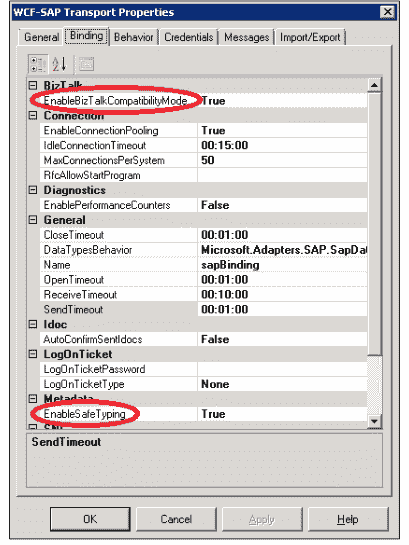 WCF-SAP Transport Properties
General Binding Behavior Credentials Messages Import/Export
BizTalk
EnableBizTalkCompatibilityMode True
Connection
EnableConnectionPooling True
IdleConnectionTimeout 00:15:00
MaxConnectionsPerSystem 50
RfcAllowStartProgram
Diagnostics
EnablePerformanceCounters False
General
CloseTimeout 00:01:00
DataTypesBehavior Microsoft.Adapters.SAP.SapDa
Name sapBinding
OpenTimeout 00:01:00
ReceiveTimeout 00:10:00
SendTimeout 00:01:00
Idoc
AutoConfirmSentIdocs False
LogOnTicket
LogOnTicketPassword
LogOnTicketType None
Metadata
EnableSafeTyping True
SendTimeout
OK Cancel Apply Help